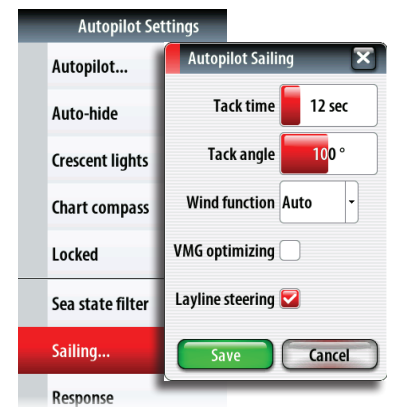 Autopilot Settings
Autopilot...
Auto-hide
Crescent lights
Chart compass
Locked
Sea state filter
Sailing...
Response
Autopilot Sailing
Tack time 12 sec
Tack angle 100 °
Wind function Auto
VMG optimizing
Layline steering
Save Cancel